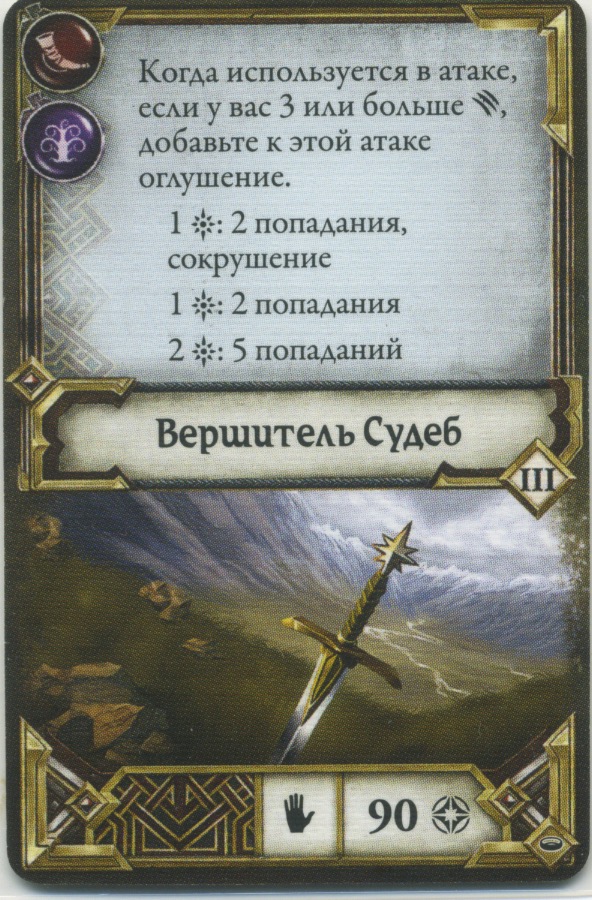 Когда используется в атаке,
если у вас 3 или больше ,
добавьте к этой атаке
оглушение.
1 : 2 попадания,
сокрушение
1 : 2 попадания
2 : 5 попаданий
Вершитель Судеб
III
90